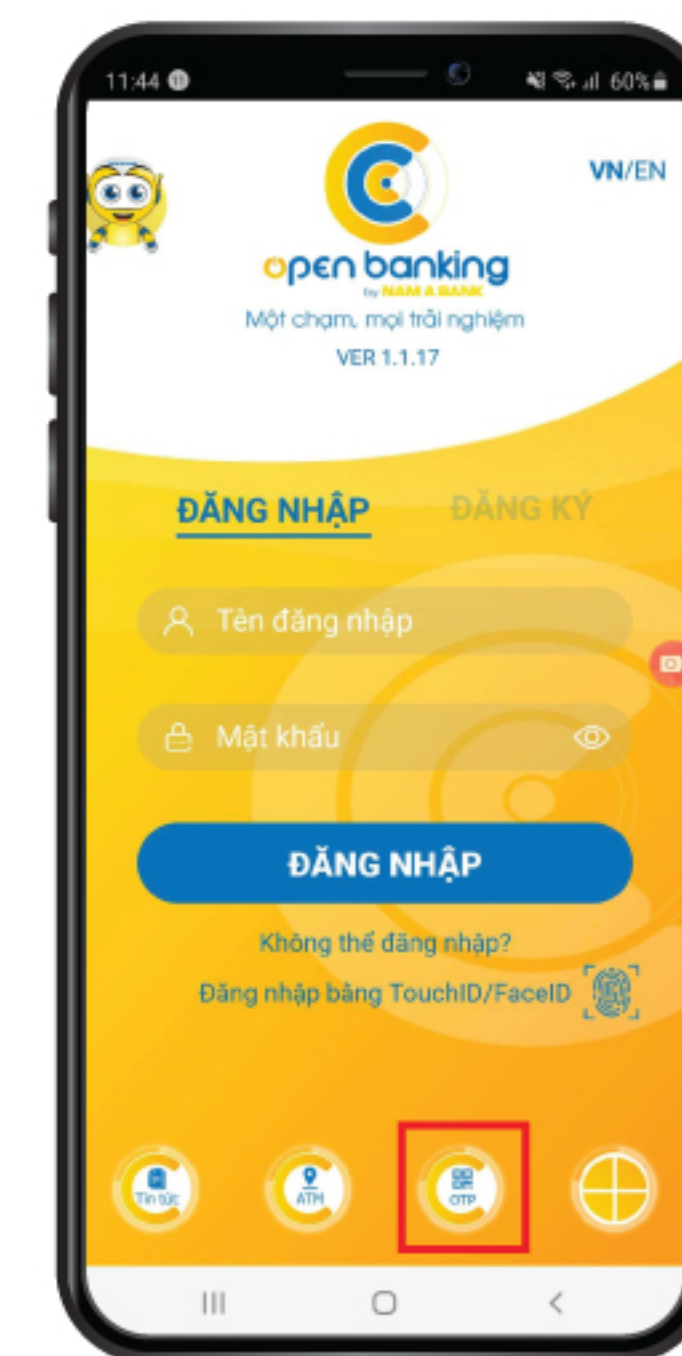 11:44
60%
VN/EN
open banking
by NAM A BANK
Một chạm, mọi trải nghiệm
VER 1.1.17
ĐĂNG NHẬP
ĐĂNG KÝ
Tên đăng nhập
Mật khẩu
ĐĂNG NHẬP
Không thể đăng nhập?
Đăng nhập bằng TouchID/FaceID
Tin tức
ATM
OTP